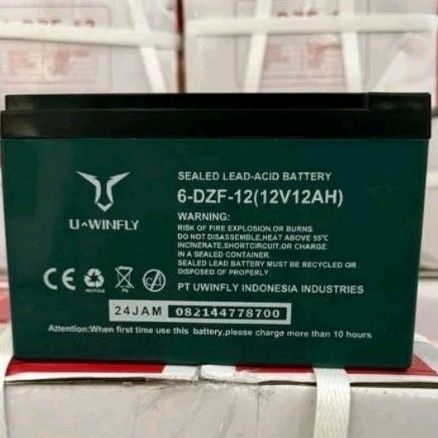 SEALED LEAD-ACID BATTERY
6-DZF-12(12V12AH)
U WINFLY
WARNING:
RISK OF FIRE EXPLOSION, OR BURNS.
DO NOT DISASSEMBLE,HEAT ABOVE 55℃
INCINERATE,SHORTCIRCUIT,OR CHARGE
IN A SEALED CONTAINER.
SEALED LEAD BATTERY MUST BE RECYCLED OR
DISPOSED OF PROPERLY.
CE
Pb
PT UWINFLY INDONESIA INDUSTRIES
24JAM 082144778700
Attention:When first time use this battery,please charge more than 10 hours